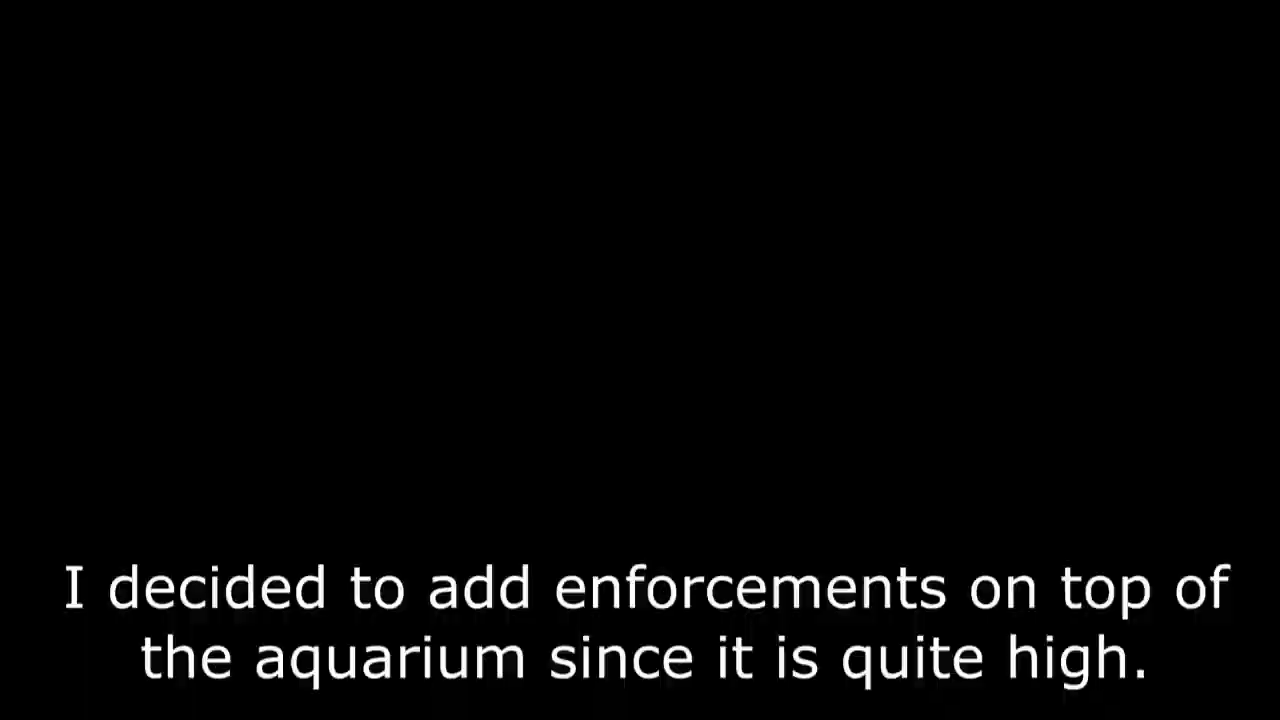 I decided to add enforcements on top of
the aquarium since it is quite high.